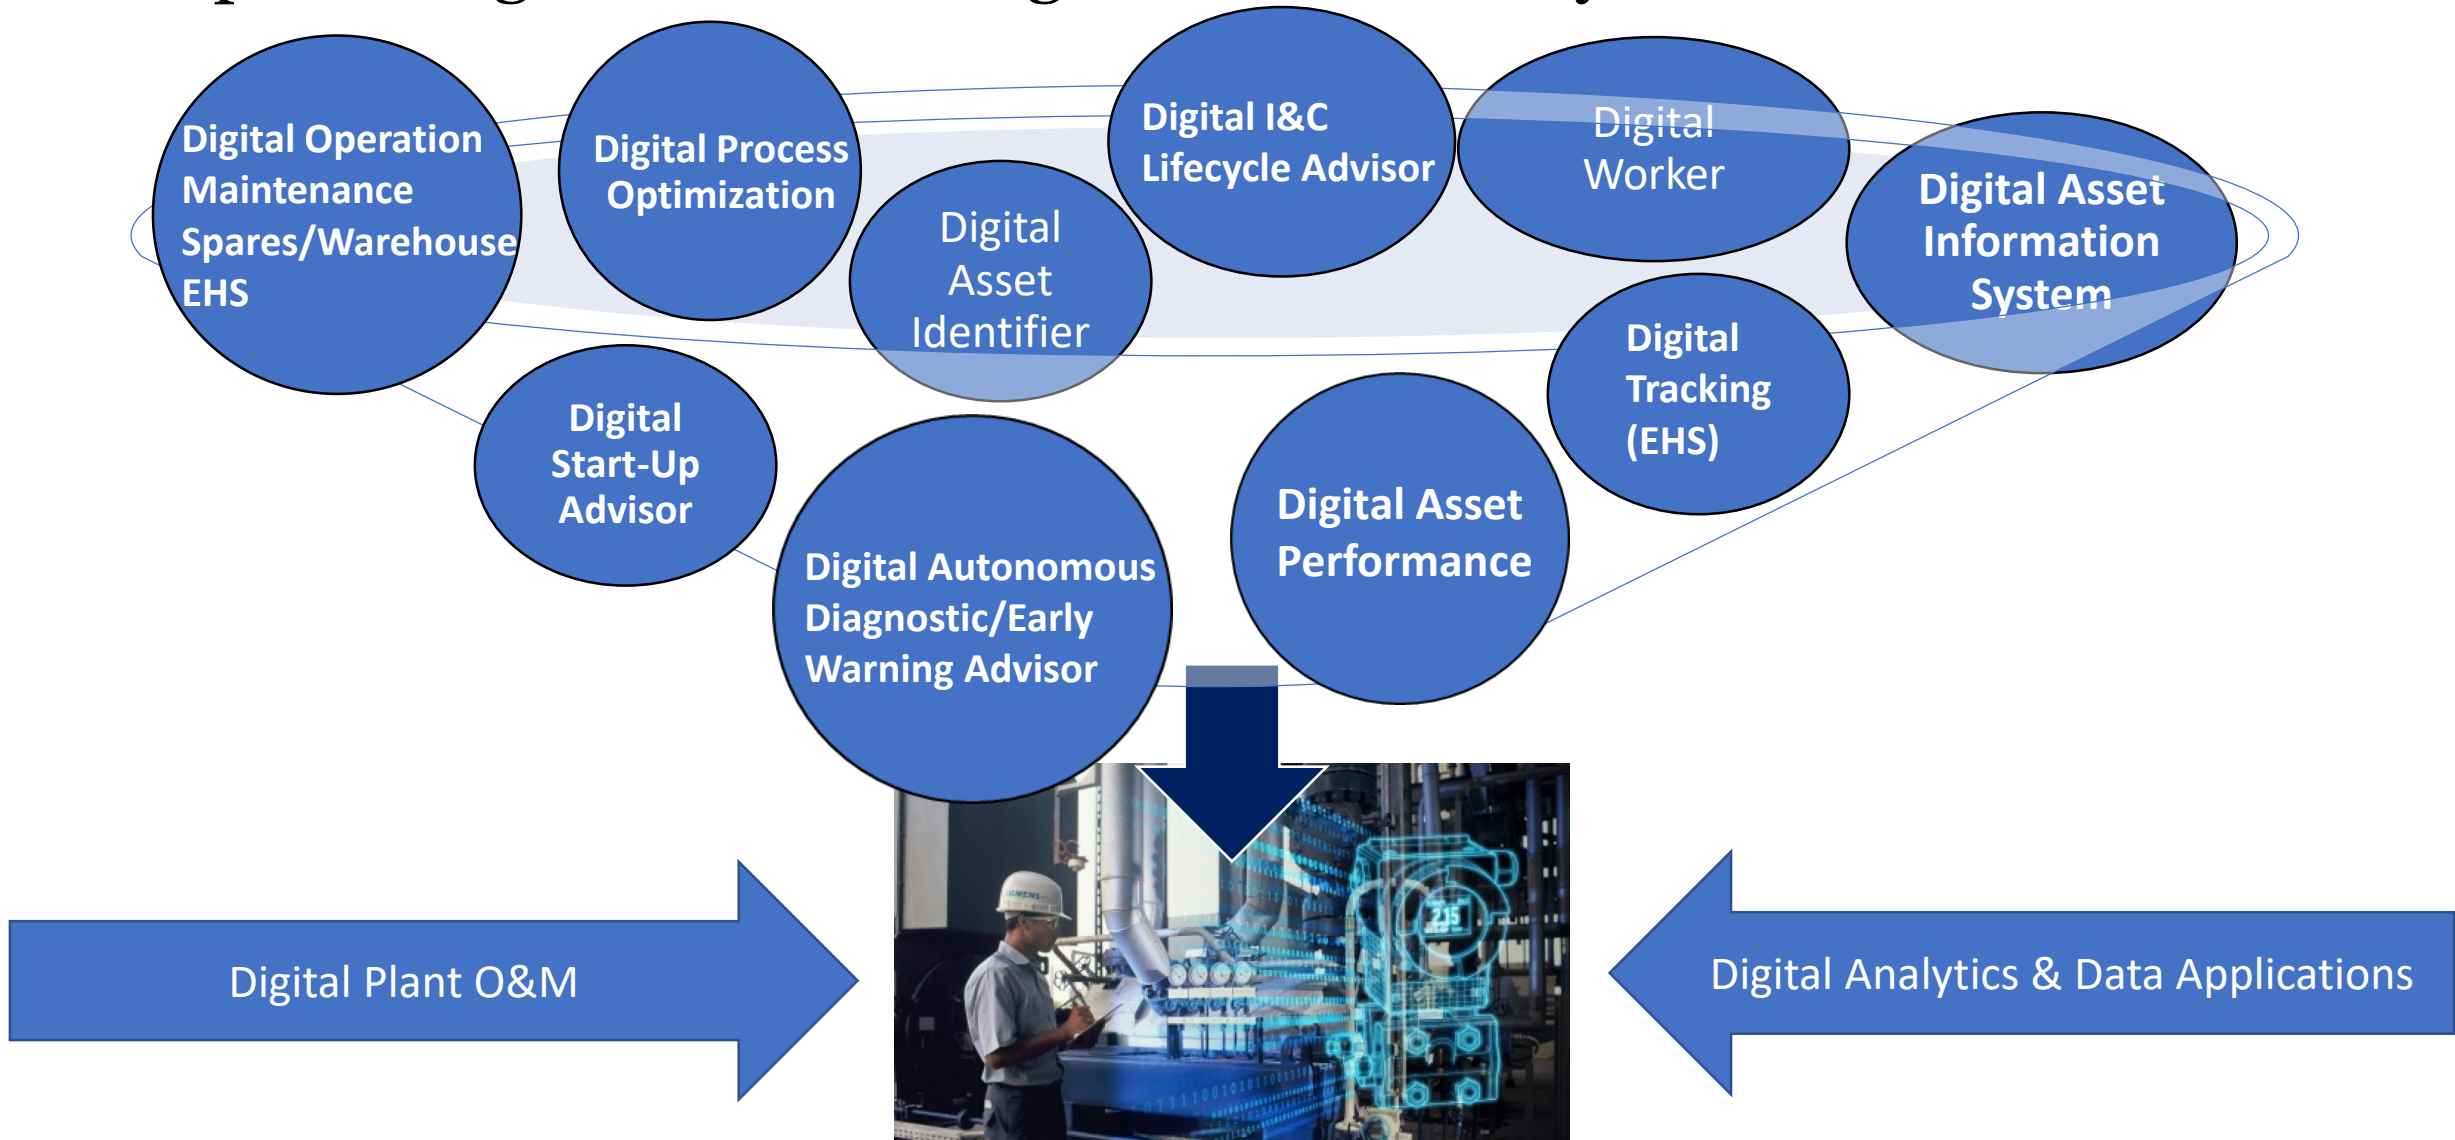 Digital Operation
Maintenance
Spares/Warehouse
EHS
Digital Process
Optimization
Digital
Asset
Identifier
Digital I&C
Lifecycle Advisor
Digital
Worker
Digital Asset
Information
System
Digital
Start-Up
Advisor
Digital Autonomous
Diagnostic/Early
Warning Advisor
Digital Asset
Performance
Digital
Tracking
(EHS)
Digital Plant O&M
SIEMENS
215
Digital Analytics & Data Applications